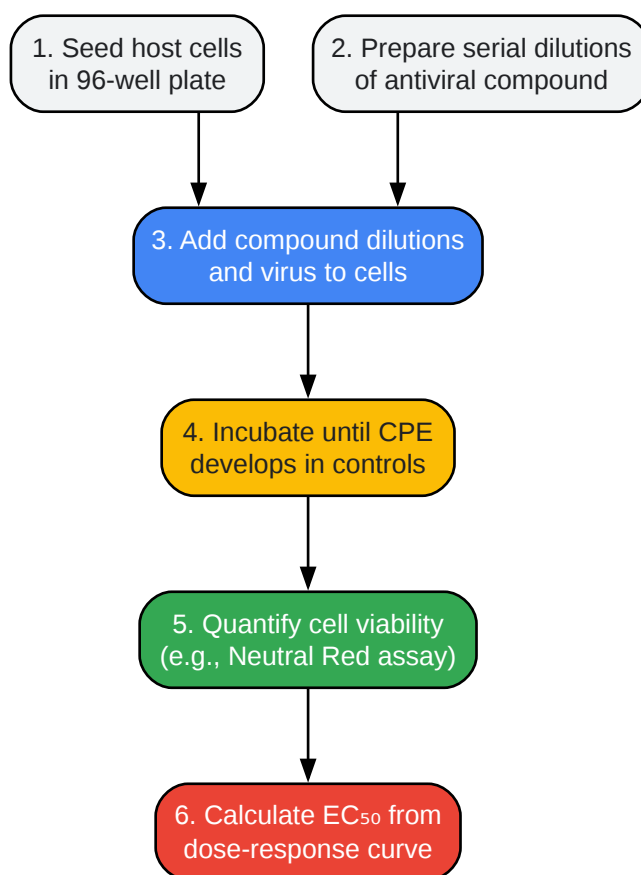 1. Seed host cells
in 96-well plate
2. Prepare serial dilutions
of antiviral compound
3. Add compound dilutions
and virus to cells
4. Incubate until CPE
develops in controls
5. Quantify cell viability
(e.g., Neutral Red assay)
6. Calculate EC₅₀ from
dose-response curve